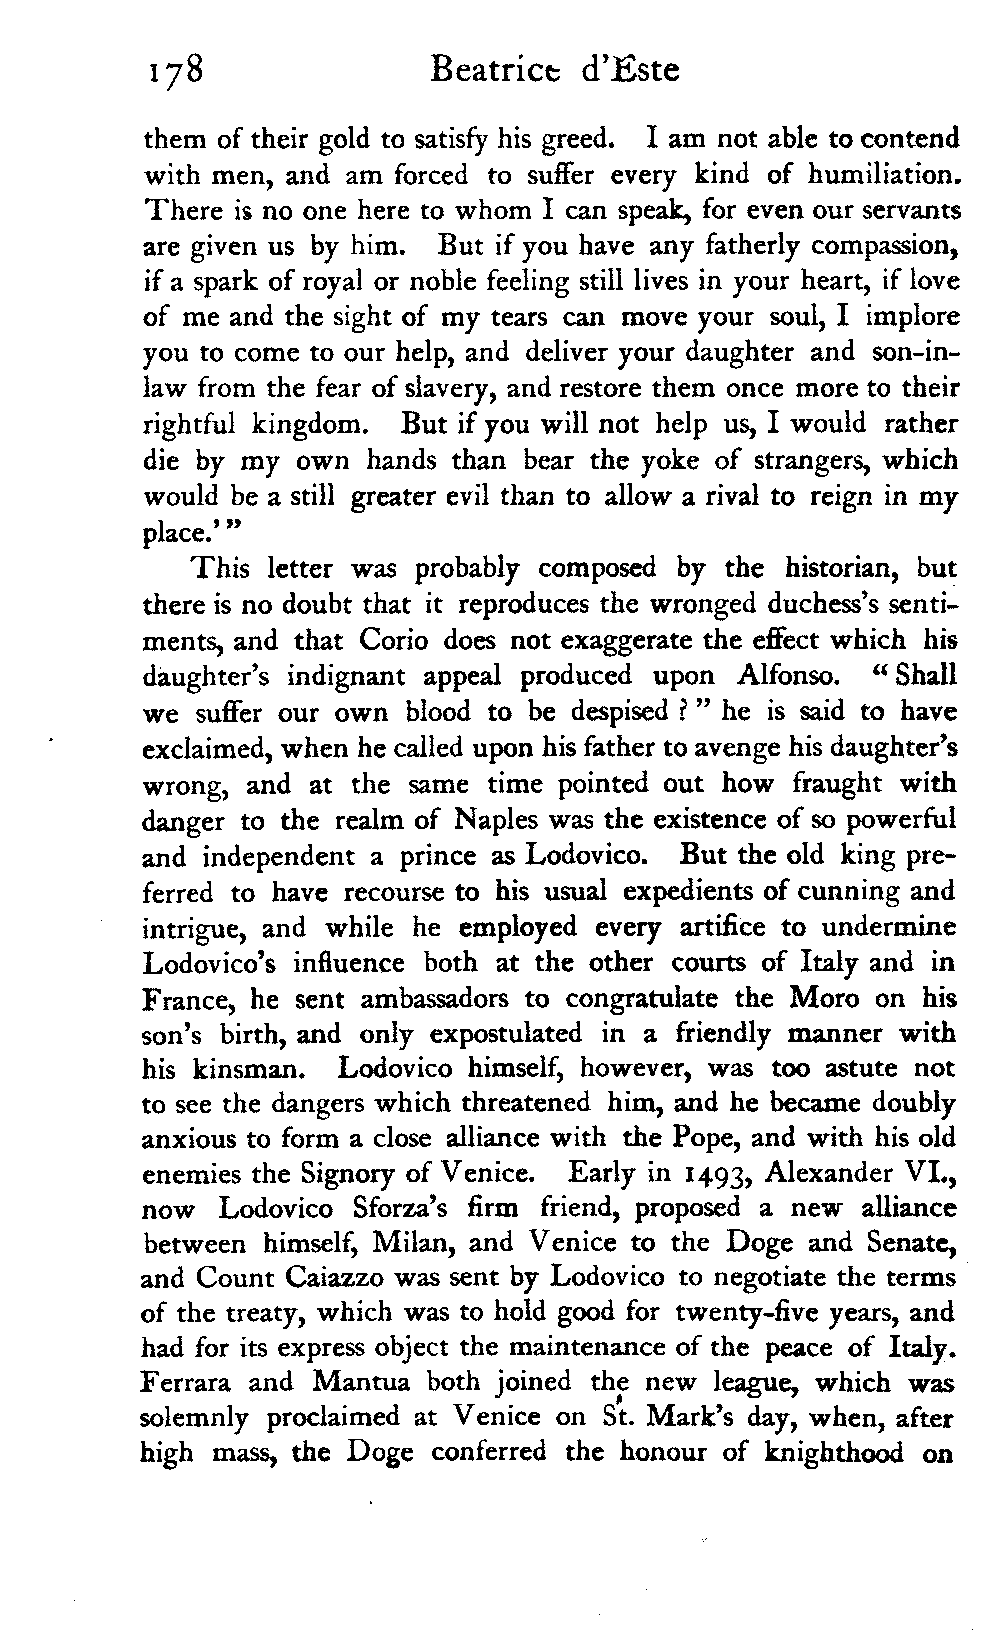 178 Beatrice d'Este
them of their gold to satisfy his greed. I am not able to contend
with men, and am forced to suffer every kind of humiliation.
There is no one here to whom I can speak, for even our servants
are given us by him. But if you have any fatherly compassion,
if a spark of royal or noble feeling still lives in your heart, if love
of me and the sight of my tears can move your soul, I implore
you to come to our help, and deliver your daughter and son-in-
law from the fear of slavery, and restore them once more to their
rightful kingdom. But if you will not help us, I would rather
die by my own hands than bear the yoke of strangers, which
would be a still greater evil than to allow a rival to reign in my
place.' "
This letter was probably composed by the historian, but
there is no doubt that it reproduces the wronged duchess's senti-
ments, and that Corio does not exaggerate the effect which his
daughter's indignant appeal produced upon Alfonso. " Shall
we suffer our own blood to be despised ? " he is said to have
exclaimed, when he called upon his father to avenge his daughter's
wrong, and at the same time pointed out how fraught with
danger to the realm of Naples was the existence of so powerful
and independent a prince as Lodovico. But the old king pre-
ferred to have recourse to his usual expedients of cunning and
intrigue, and while he employed every artifice to undermine
Lodovico's influence both at the other courts of Italy and in
France, he sent ambassadors to congratulate the Moro on his
son's birth, and only expostulated in a friendly manner with
his kinsman. Lodovico himself, however, was too astute not
to see the dangers which threatened him, and he became doubly
anxious to form a close alliance with the Pope, and with his old
enemies the Signory of Venice. Early in 1493, Alexander VI.,
now Lodovico Sforza's firm friend, proposed a new alliance
between himself, Milan, and Venice to the Doge and Senate,
and Count Caiazzo was sent by Lodovico to negotiate the terms
of the treaty, which was to hold good for twenty-five years, and
had for its express object the maintenance of the peace of Italy.
Ferrara and Mantua both joined the new league, which was
solemnly proclaimed at Venice on St. Mark's day, when, after
high mass, the Doge conferred the honour of knighthood on